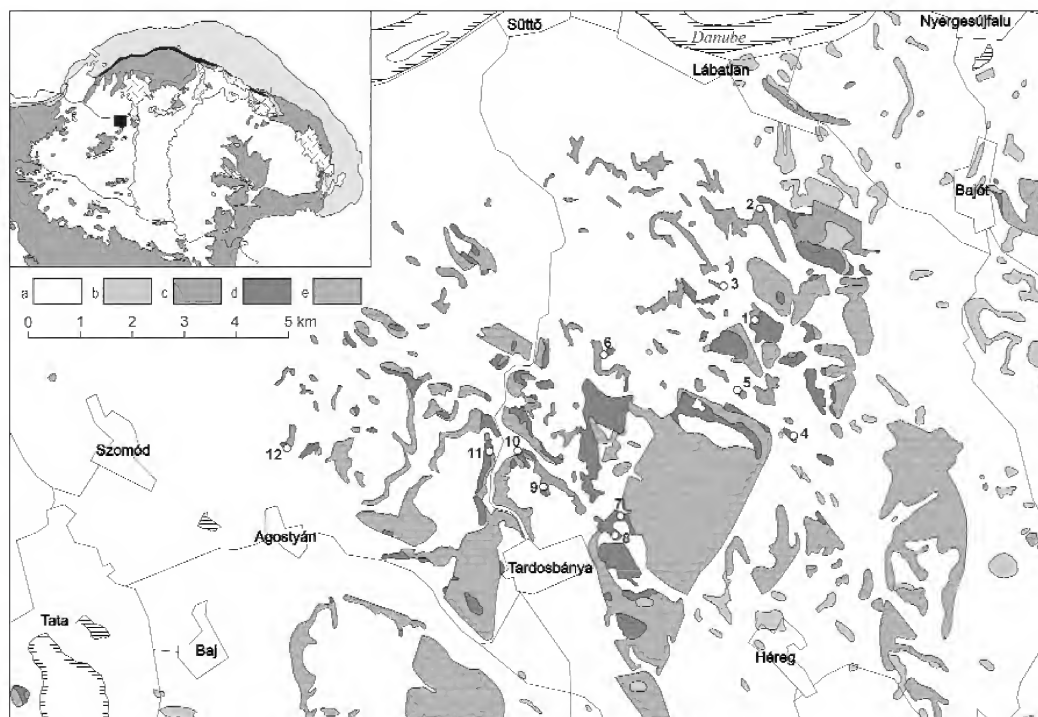 Süttő
Danube
Nyergesújfalu
Lábatlan
Bajót
2
3
a b c d e
0 1 2 3 4 5 km
1
6
5
4
Szomód
12
11
10
9
7
8
Agostyán
Tardosbánya
Tata
Baj
Héreg